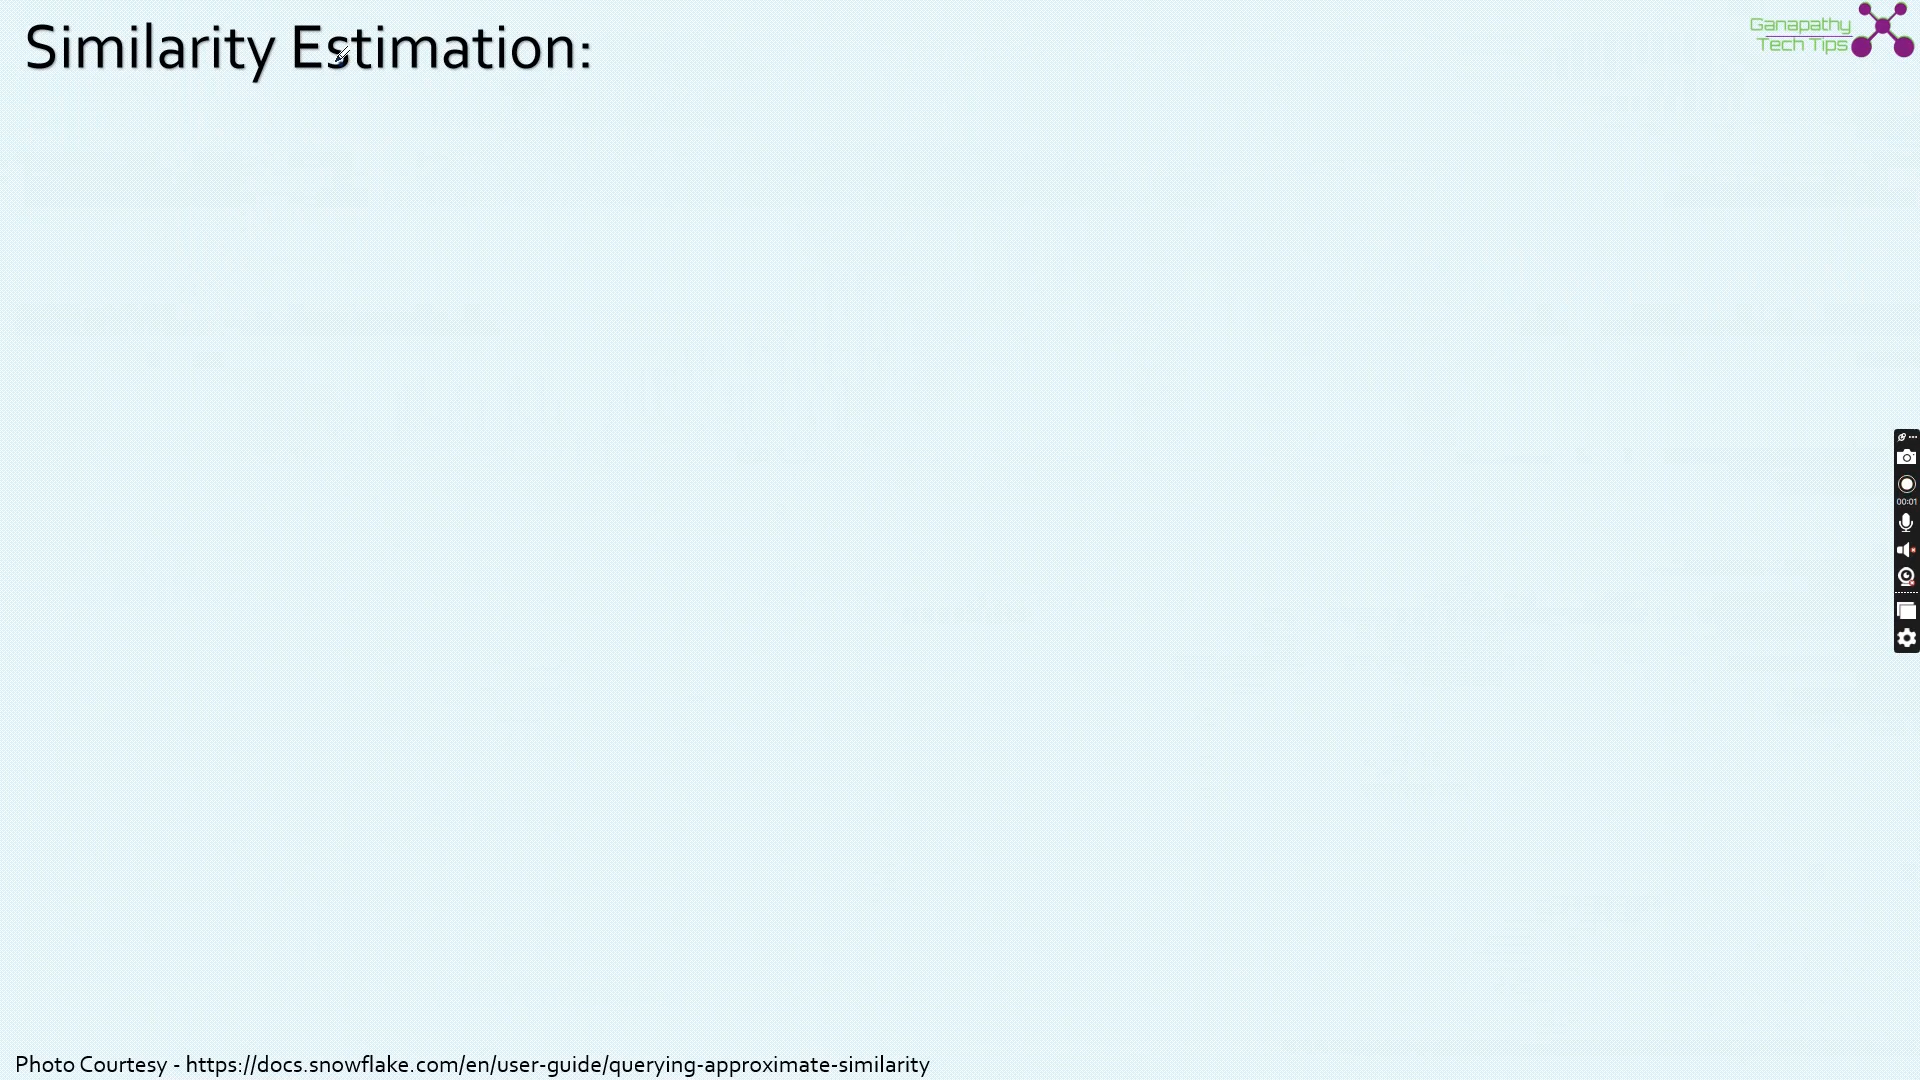 Similarity Estimation:
Ganapathy
Tech Tips
00:01
Photo Courtesy - https://docs.snowflake.com/en/user-guide/querying-approximate-similarity